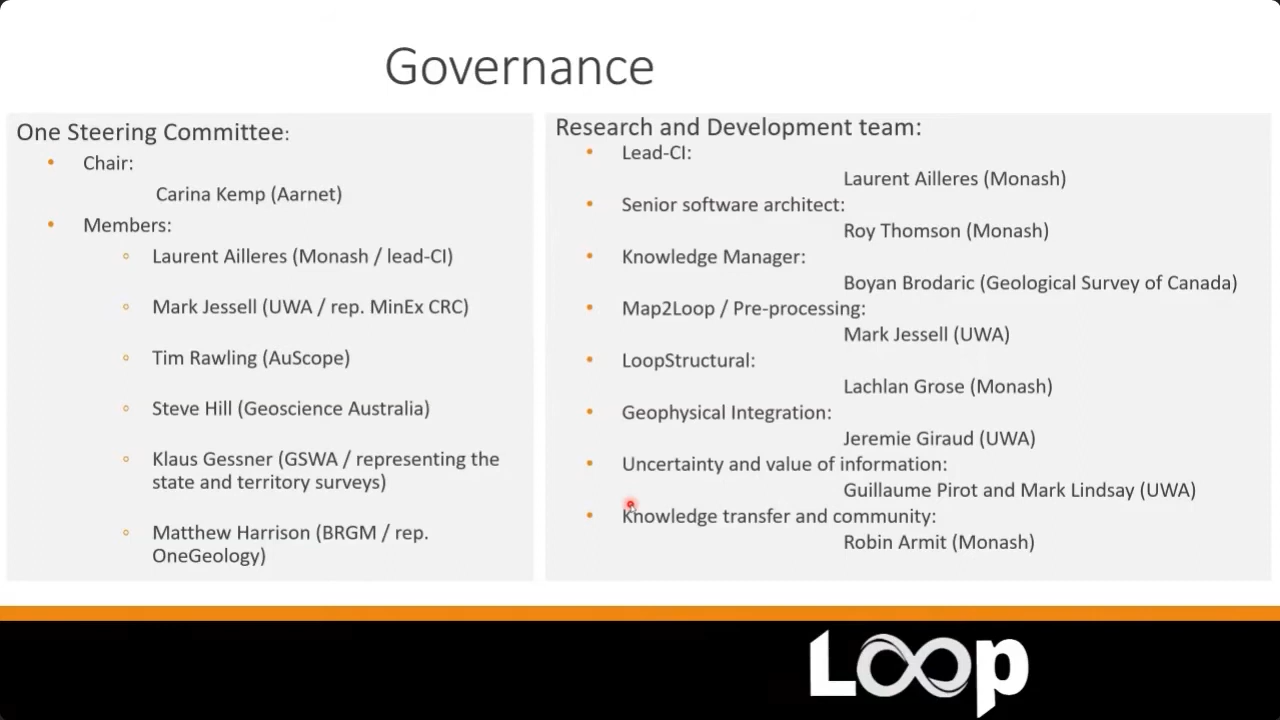 Governance
One Steering Committee:
• Chair:
Carina Kemp (Aarnet)
• Members:
◦ Laurent Ailleres (Monash / lead-CI)
◦ Mark Jessell (UWA / rep. MinEx CRC)
◦ Tim Rawling (AuScope)
◦ Steve Hill (Geoscience Australia)
◦ Klaus Gessner (GSWA / representing the
state and territory surveys)
◦ Matthew Harrison (BRGM / rep.
OneGeology)
Research and Development team:
• Lead-CI:
Laurent Ailleres (Monash)
• Senior software architect:
Roy Thomson (Monash)
• Knowledge Manager:
Boyan Brodaric (Geological Survey of Canada)
• Map2Loop / Pre-processing:
Mark Jessell (UWA)
• LoopStructural:
Lachlan Grose (Monash)
• Geophysical Integration:
Jeremie Giraud (UWA)
• Uncertainty and value of information:
Guillaume Pirot and Mark Lindsay (UWA)
• Knowledge transfer and community:
Robin Armit (Monash)
Loop